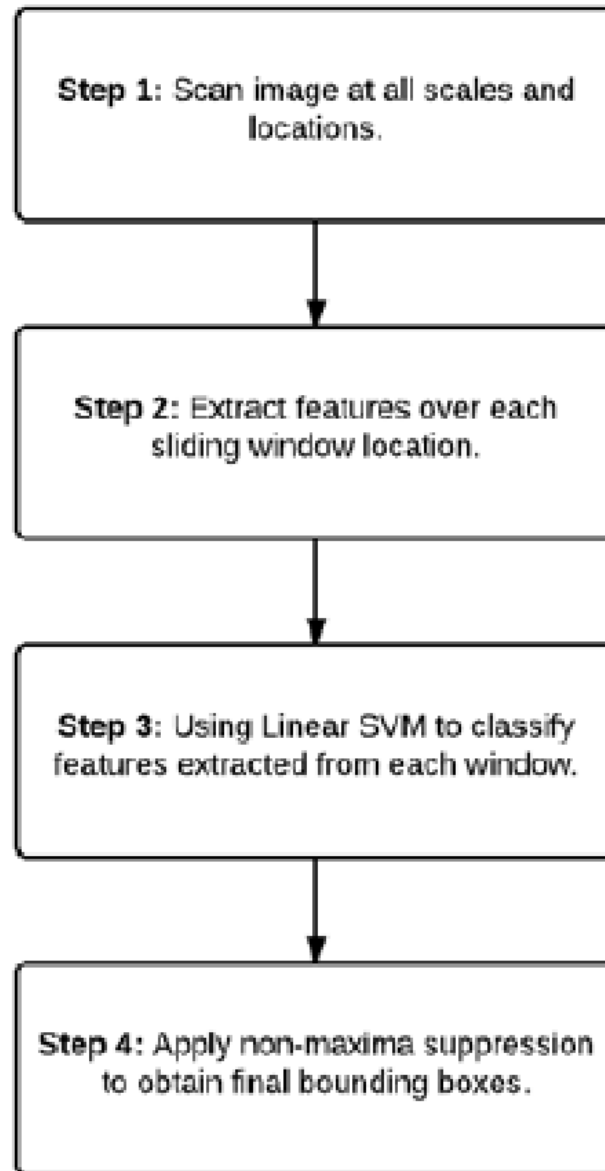 Step 1: Scan image at all scales and
locations.
Step 2: Extract features over each
sliding window location.
Step 3: Using Linear SVM to classify
features extracted from each window.
Step 4: Apply non-maxima suppression
to obtain final bounding boxes.